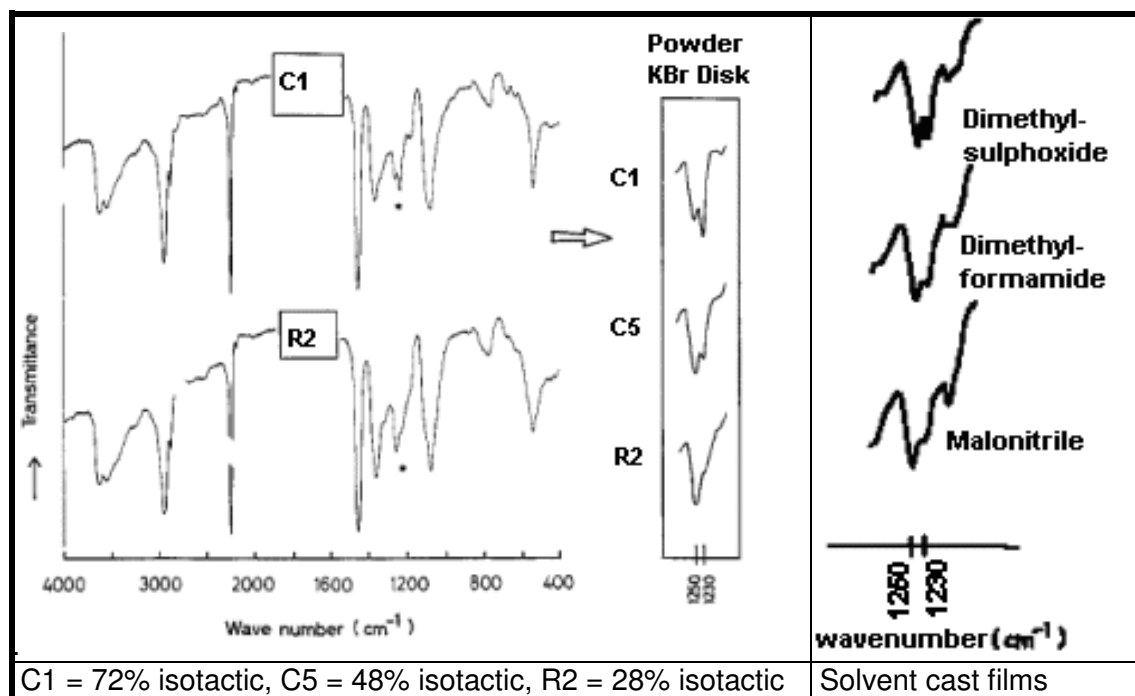 C1
R2
Transmittance
4000 3000 2000 1600 1200 800 400
Wave number (cm-1)
Powder
KBr Disk
C1
C5
R2
1250
1230
Dimethyl-
sulphoxide
Dimethyl-
formamide
Malonitrile
1250
1230
wavenumber(cm-1)
C1 = 72% isotactic, C5 = 48% isotactic, R2 = 28% isotactic
Solvent cast films